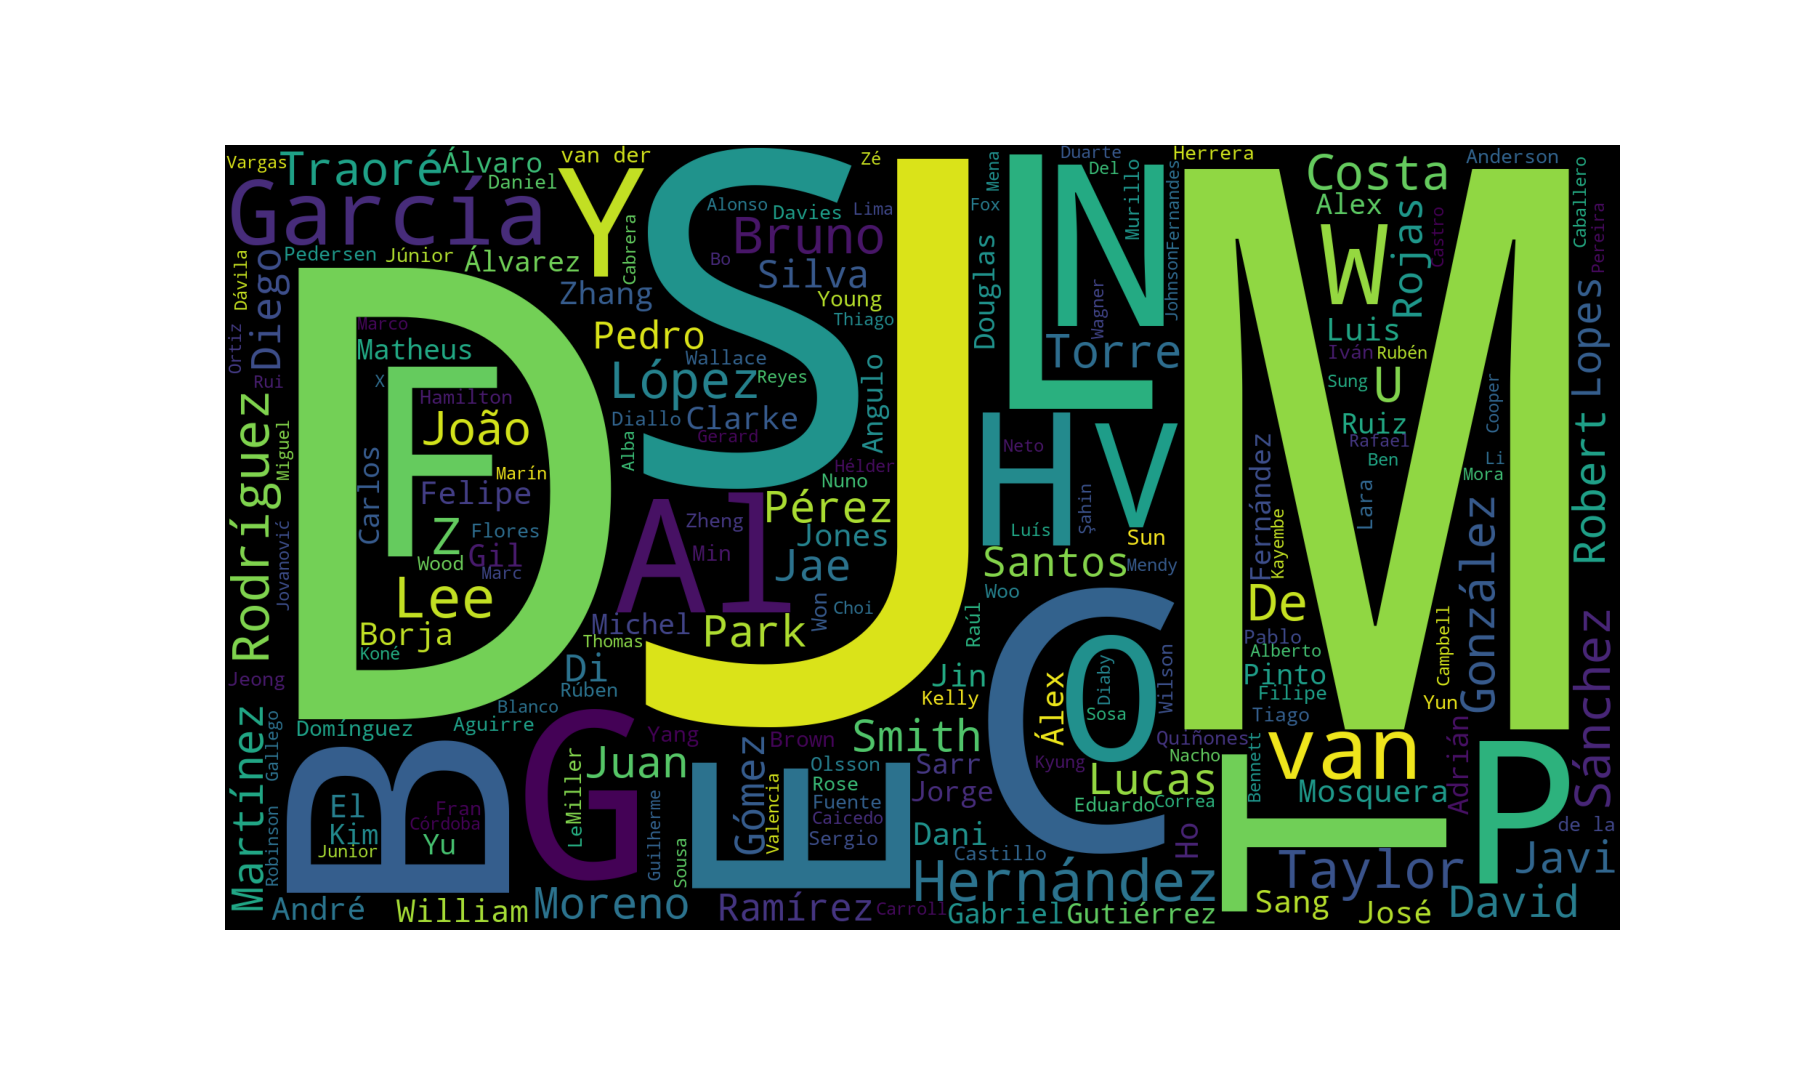 Vargas
Traoré
Álvaro
van der
Zé
Mena
Duarte
Herrera
Anderson
García
Daniel
Y
S
J
L
N
Del
Murillo
M
Costa
Caballero
Alonso
Davies
Lima
Fox
Alex
Castro
Pereira
Cabrera
Bruno
W
Rojas
Pedersen
Júnior
Álvarez
Bo
Silva
Douglas
Dávila
Diego
Zhang
Young
Wagner
Johnson
Fernandes
Lopes
Ortiz
D
Marco
Pedro
Thiago
Luis
Torre
Matheus
Wallace
Iván
Rubén
Rui
X
F
López
Reyes
Angulo
Sung
U
Cooper
Hamilton
João
Diallo
Clarke
H
V
Ruiz
Robert
Rodríguez
Miguel
Alba
Gerard
Neto
Rafael
Carlos
Marín
Hélder
Fernández
Ben
Li
Felipe
Nuno
Mora
Al
Pérez
Şahin
Lara
González
Z
Flores
Zheng
Luís
Jovanović
Gil
Jones
Sun
Kayembe
Wood
Min
Marc
Jae
Santos
Mendy
Lee
Won
Choi
Woo
De
Borja
Michel
Park
Raúl
C
Thomas
Pablo
Campbell
Koné
Alberto
Sánchez
Jeong
Di
Jin
O
Diaby
Wilson
Pinto
Rúben
Kelly
Álex
Filipe
Yun
Blanco
Sosa
Tiago
Martínez
Gallego
Domínguez
Aguirre
G
Yang
Brown
Smith
Quiñones
van
Adrián
B
Juan
Gómez
E
Olsson
Sarr
Kyung
Nacho
Bennett
T
P
Miller
Rose
Jorge
Lucas
Mosquera
El
Fran
Fuente
Eduardo
Correa
Robinson
Córdoba
Le
Guilherme
Valencia
Caicedo
Kim
Yu
Sergio
Dani
Ho
de la
Junior
Sousa
Castillo
Javi
Hernández
Taylor
André
William
Moreno
Ramírez
Carroll
Gabriel
Gutiérrez
Sang
José
David